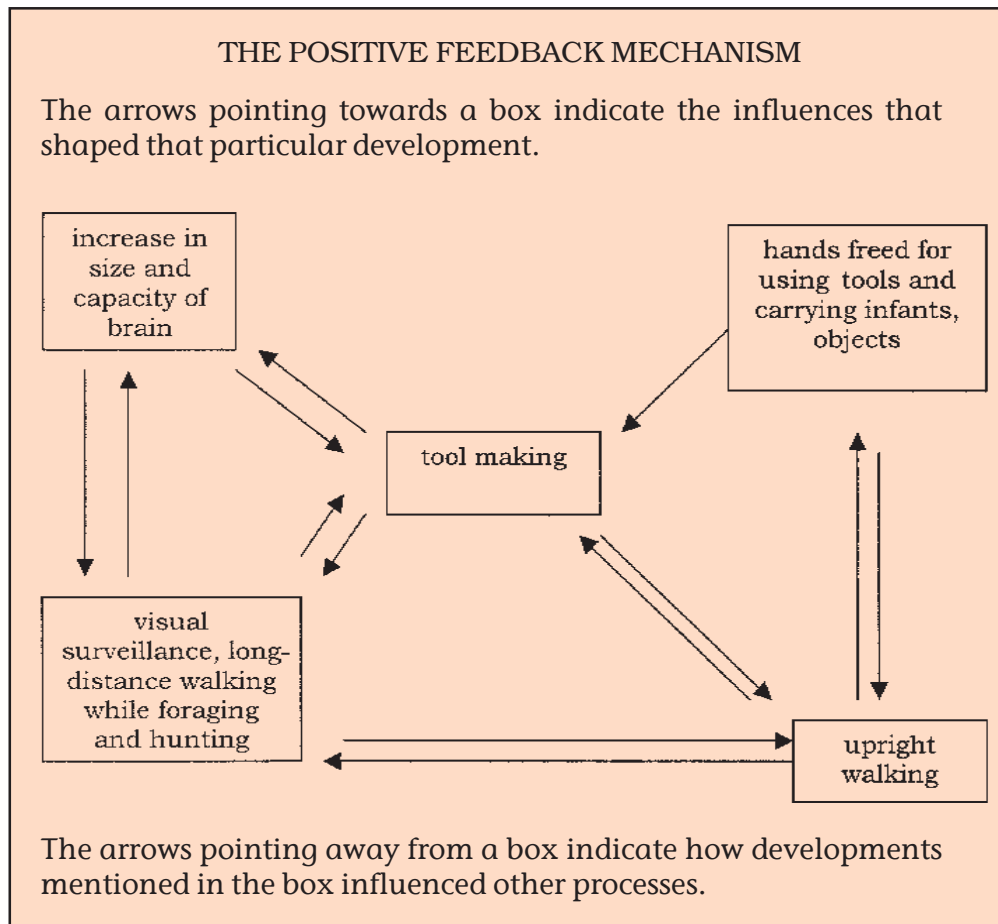 THE POSITIVE FEEDBACK MECHANISM
The arrows pointing towards a box indicate the influences that
shaped that particular development.
increase in
size and
capacity of
brain
hands freed for
using tools and
carrying infants,
objects
tool making
visual
surveillance, long-
distance walking
while foraging
and hunting
upright
walking
The arrows pointing away from a box indicate how developments
mentioned in the box influenced other processes.